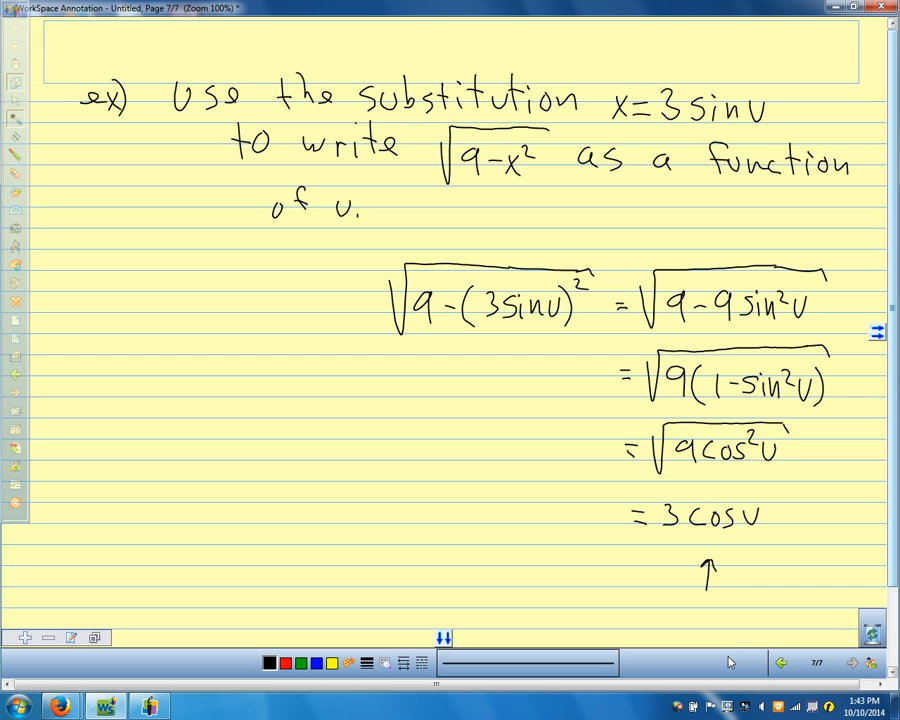 WorkSpace Annotation - Untitled, Page 7/7 (Zoom 100%) *
ex) Use the substitution x=3sinu
to write √9-x² as a function
of u.
√9-(3sinu)² = √9-9sin²u
= √9(1-sin²u)
= √9cos²u
= 3cosu
↑
7/7
1:43 PM
10/10/2014